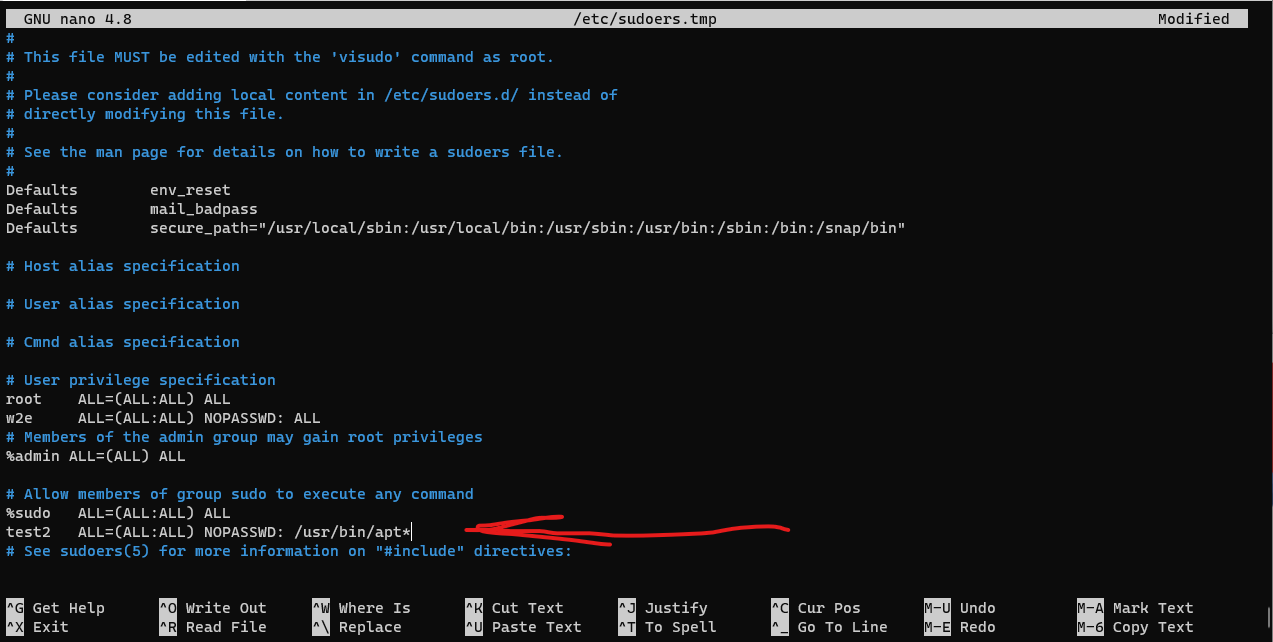 GNU nano 4.8 /etc/sudoers.tmp Modified
#
# This file MUST be edited with the 'visudo' command as root.
#
# Please consider adding local content in /etc/sudoers.d/ instead of
# directly modifying this file.
#
# See the man page for details on how to write a sudoers file.
#
Defaults env_reset
Defaults mail_badpass
Defaults secure_path="/usr/local/sbin:/usr/local/bin:/usr/sbin:/usr/bin:/sbin:/bin:/snap/bin"
# Host alias specification
# User alias specification
# Cmnd alias specification
# User privilege specification
root ALL=(ALL:ALL) ALL
w2e ALL=(ALL:ALL) NOPASSWD: ALL
# Members of the admin group may gain root privileges
%admin ALL=(ALL) ALL
# Allow members of group sudo to execute any command
%sudo ALL=(ALL:ALL) ALL
test2 ALL=(ALL:ALL) NOPASSWD: /usr/bin/apt*
# See sudoers(5) for more information on "#include" directives:
^G Get Help ^O Write Out ^W Where Is ^K Cut Text ^J Justify ^C Cur Pos M-U Undo M-A Mark Text
^X Exit ^R Read File ^\ Replace ^U Paste Text ^T To Spell ^_ Go To Line M-E Redo M-6 Copy Text